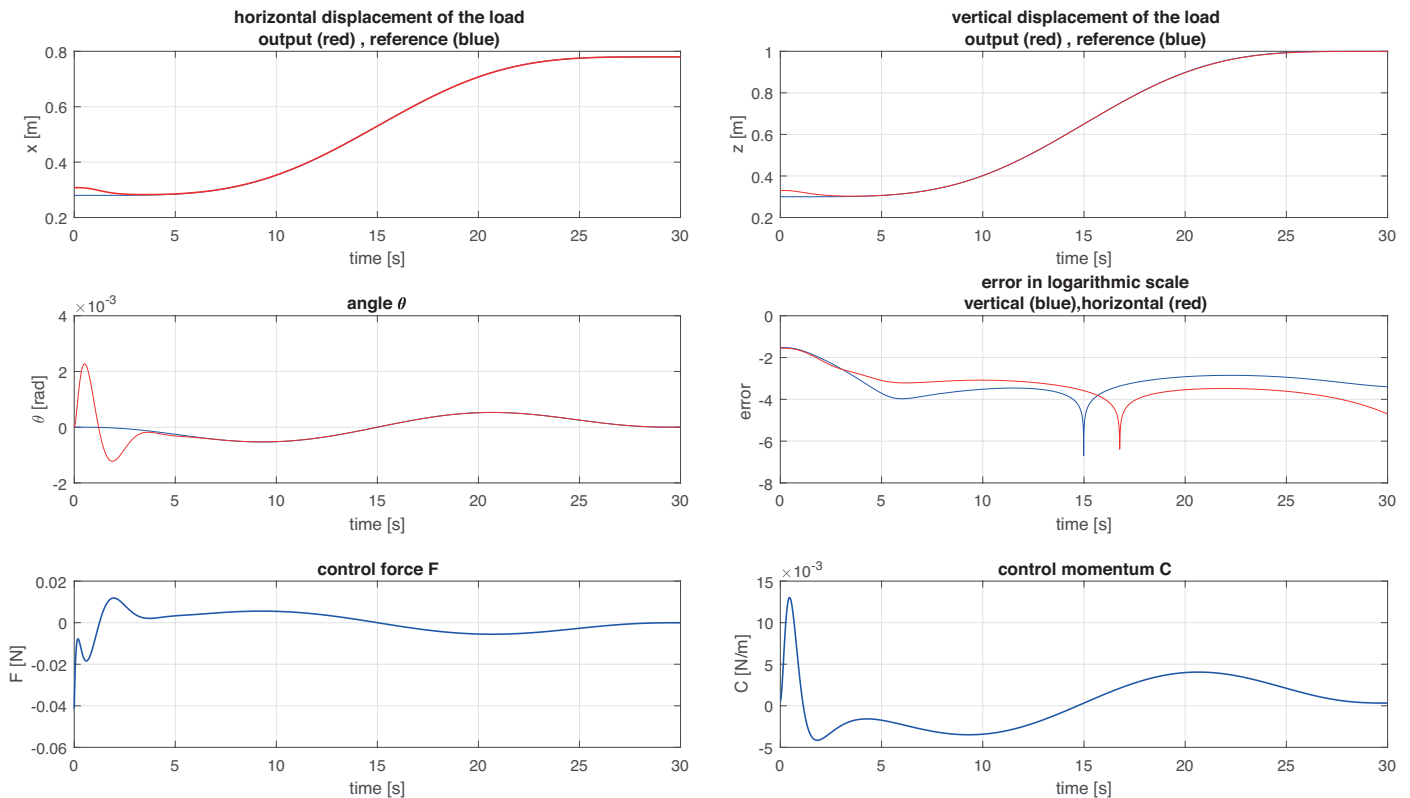 horizontal displacement of the load
output (red) , reference (blue)
0.8
0.6
0.4
0.2
x [m]
0 5 10 15 20 25 30
time [s]
vertical displacement of the load
output (red) , reference (blue)
1
0.8
0.6
0.4
0.2
z [m]
0 5 10 15 20 25 30
time [s]
×10⁻³
angle θ
4
2
0
-2
θ [rad]
0 5 10 15 20 25 30
time [s]
error in logarithmic scale
vertical (blue),horizontal (red)
0
-2
-4
-6
-8
error
0 5 10 15 20 25 30
time [s]
control force F
0.02
0
-0.02
-0.04
-0.06
F [N]
0 5 10 15 20 25 30
time [s]
×10⁻³
control momentum C
15
10
5
0
-5
C [N/m]
0 5 10 15 20 25 30
time [s]